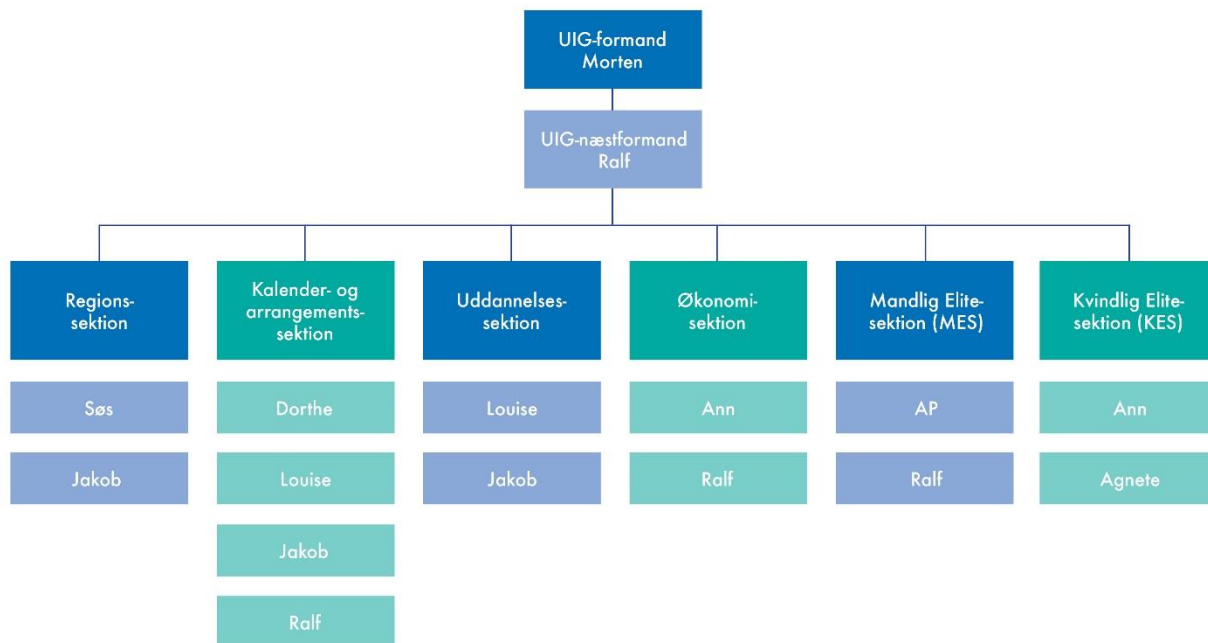 UIG-formand
Morten
UIG-næstformand
Ralf
Regions-
sektion
Søs
Jakob
Kalender- og
arrangements-
sektion
Dorthe
Louise
Jakob
Ralf
Uddannelses-
sektion
Louise
Jakob
Økonomi-
sektion
Ann
Ralf
Mandlig Elite-
sektion (MES)
AP
Ralf
Kvindlig Elite-
sektion (KES)
Ann
Agnete